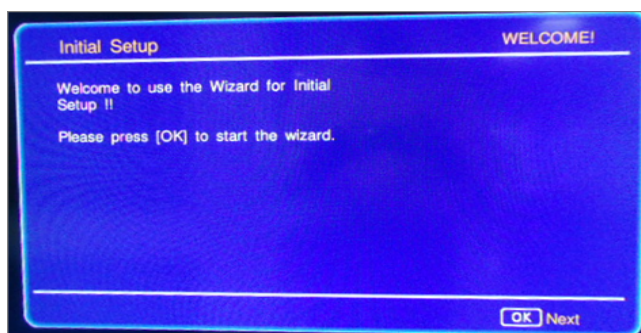 Initial Setup
WELCOME!
Welcome to use the Wizard for Initial
Setup !!
Please press [OK] to start the wizard.
OK Next